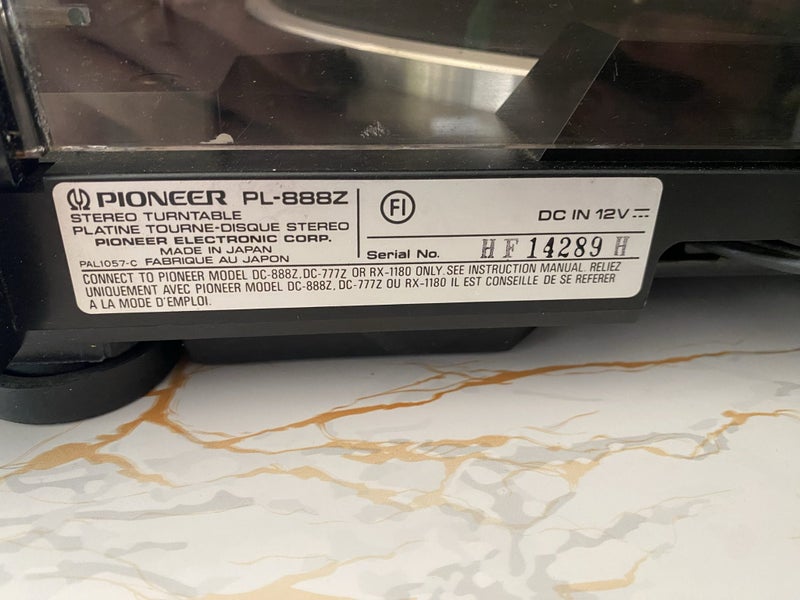 PIONEER PL-888Z
STEREO TURNTABLE
PLATINE TOURNE-DISQUE STEREO
PIONEER ELECTRONIC CORP.
MADE IN JAPAN
PAL1057-C FABRIQUE AU JAPON
FI
DC IN 12V
Serial No. HF14289H
CONNECT TO PIONEER MODEL DC-888Z, DC-777Z OR RX-1180 ONLY. SEE INSTRUCTION MANUAL. RELIEZ
UNIQUEMENT AVEC PIONEER MODEL DC-888Z, DC-777Z OU RX-1180 IL EST CONSEILLE DE SE REFERER
A LA MODE D'EMPLOI.